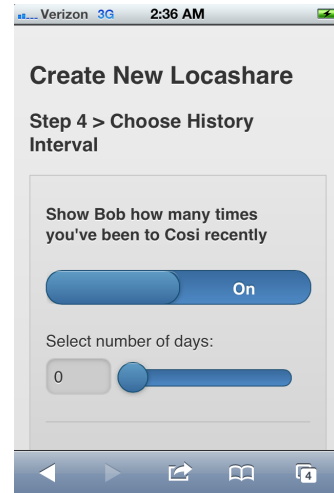 Verizon 3G 2:36 AM
Create New Locashare
Step 4 > Choose History
Interval
Show Bob how many times
you've been to Cosi recently
On
Select number of days:
0
4